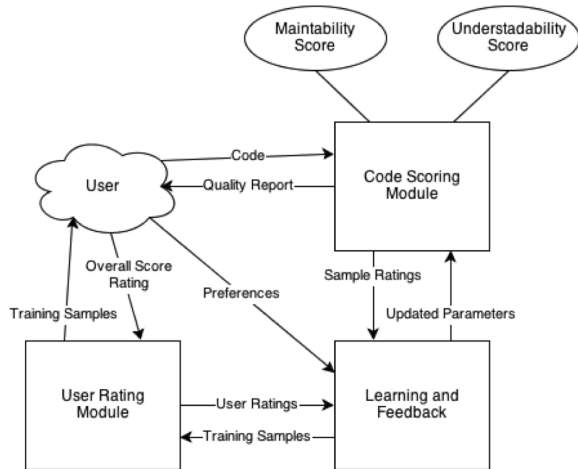 Maintability
Score
Understadability
Score
Code
User
Quality Report
Code Scoring
Module
Overall Score
Rating
Sample Ratings
Preferences
Training Samples
Updated Parameters
User Rating
Module
User Ratings
Learning and
Feedback
Training Samples